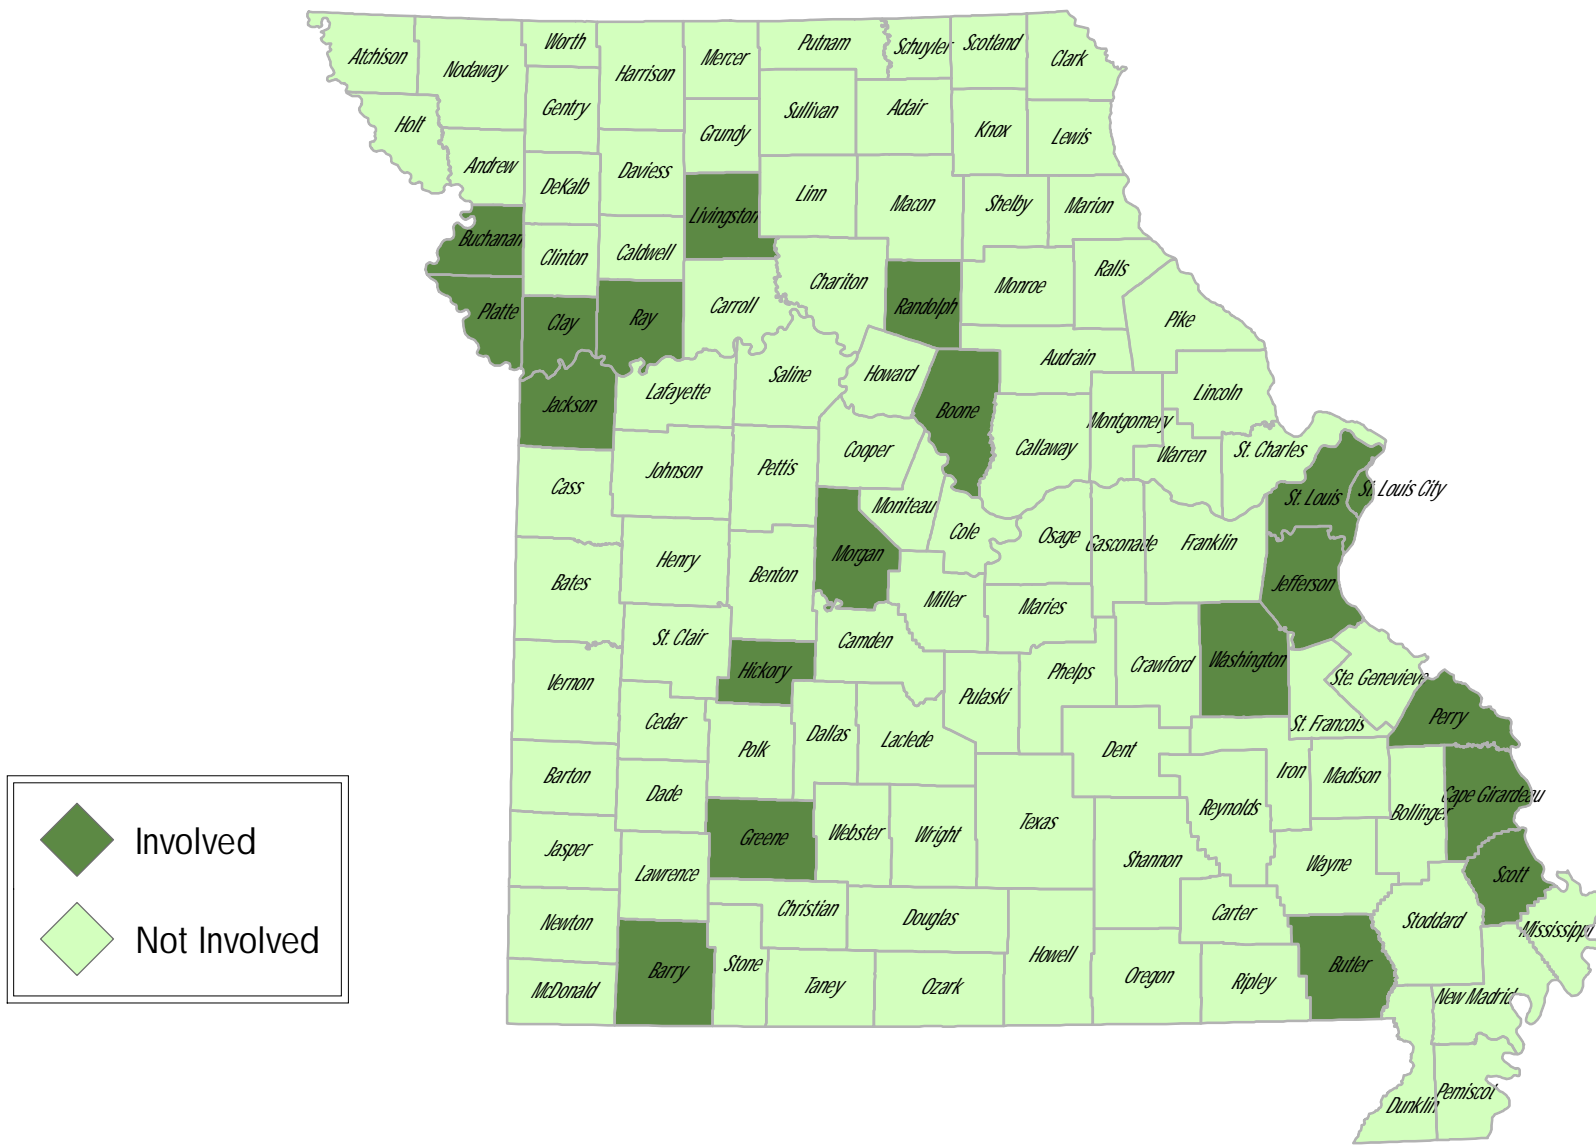 Atchison
Nodaway
Worth
Harrison
Mercer
Putnam
Schuyler
Scotland
Clark
Gentry
Holt
Sullivan
Adair
Knox
Lewis
Grundy
Andrew
DeKalb
Daviess
Linn
Macon
Shelby
Marion
Livingston
Buchanan
Clinton
Caldwell
Chariton
Randolph
Monroe
Ralls
Platte
Clay
Ray
Carroll
Pike
Audrain
Jackson
Lafayette
Saline
Howard
Boone
Lincoln
Montgomery
Callaway
Warren
St. Charles
Cooper
Johnson
Pettis
Cass
St. Louis
St. Louis City
Moniteau
Cole
Osage
Gasconade
Franklin
Morgan
Henry
Benton
Bates
Jefferson
Miller
Maries
St. Clair
Camden
Hickory
Vernon
Phelps
Crawford
Washington
Ste. Genevieve
Pulaski
Cedar
Polk
Dallas
Laclede
Dent
St. Francois
Perry
Barton
Dade
Iron
Madison
Reynolds
Bollinger
Cape Girardeau
Jasper
Greene
Webster
Wright
Texas
Shannon
Wayne
Scott
Lawrence
Newton
Christian
Douglas
Carter
Stoddard
Mississippi
McDonald
Barry
Stone
Taney
Ozark
Howell
Oregon
Ripley
Butler
New Madrid
Dunklin
Pemiscot
Involved
Not Involved